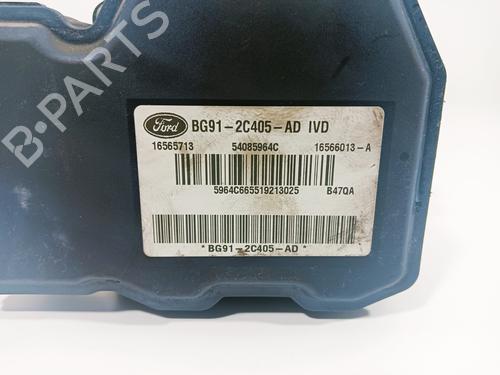 B-PARTS
Ford BG91-2C405-AD IVD
16565713 54085964C 16566013-A
5964C665519213025 B47QA
*BG91-2C405-AD*